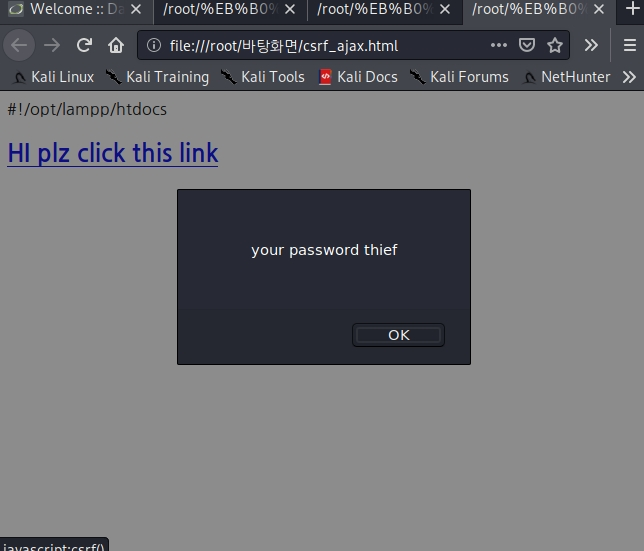 Welcome :: Da
/root/%EB%B0%
/root/%EB%B0%
/root/%EB%B0%
file:///root/바탕화면/csrf_ajax.html
Kali Linux Kali Training Kali Tools Kali Docs Kali Forums NetHunter
#!/opt/lampp/htdocs
HI plz click this link
your password thief
OK
javascript:csrf()